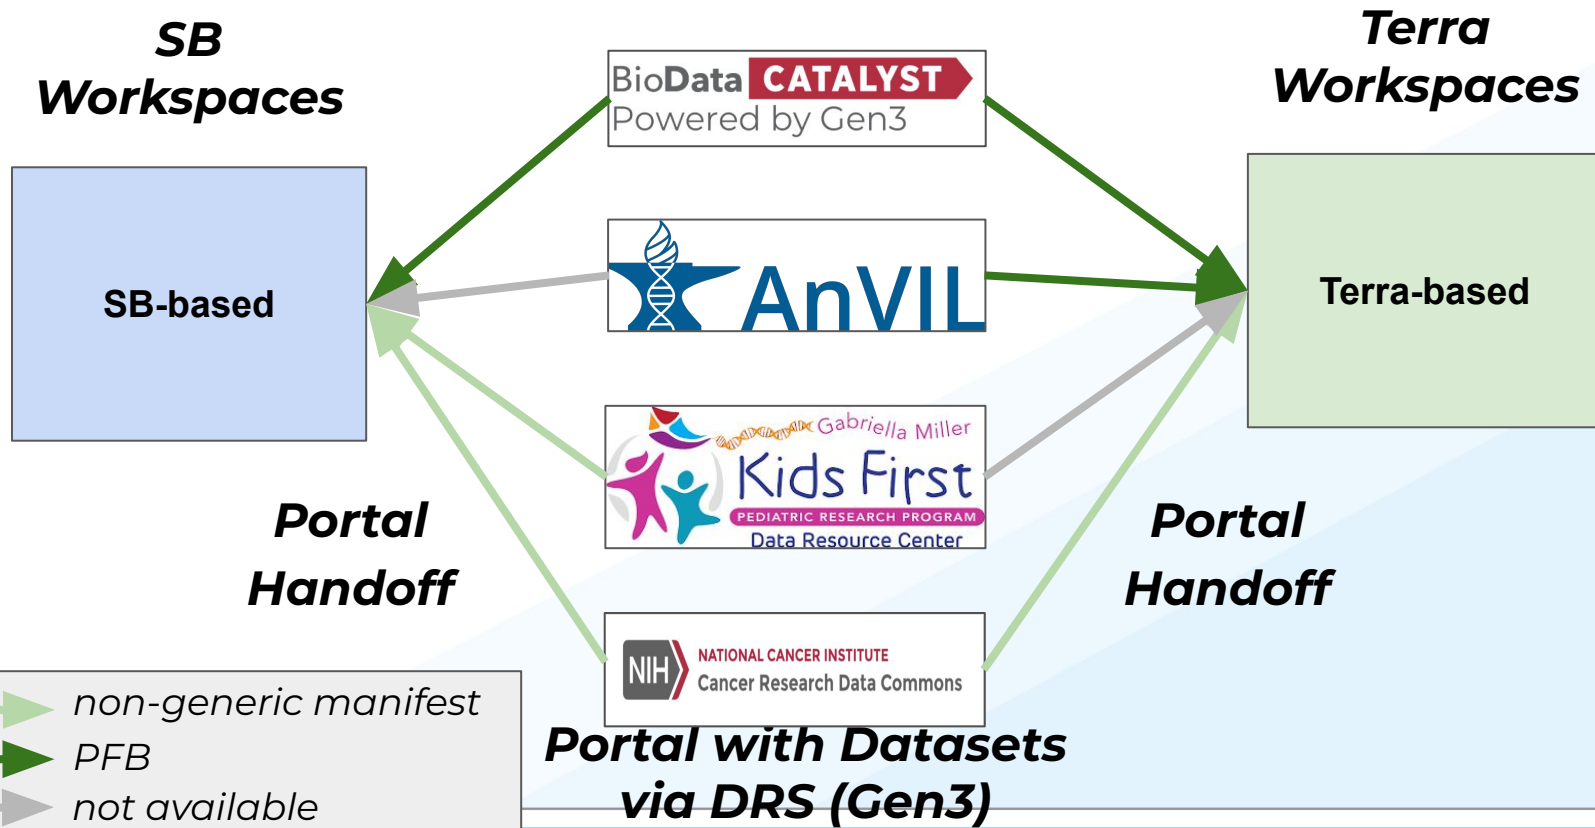 SB
Workspaces
Terra
Workspaces
BioData CATALYST
Powered by Gen3
SB-based
AnVIL
Terra-based
Gabriella Miller
Kids First
PEDIATRIC RESEARCH PROGRAM
Data Resource Center
Portal
Handoff
Portal
Handoff
NIH
NATIONAL CANCER INSTITUTE
Cancer Research Data Commons
non-generic manifest
PFB
not available
Portal with Datasets
via DRS (Gen3)